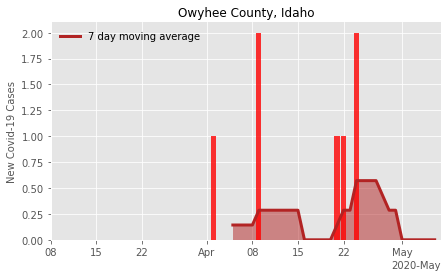 Owyhee County, Idaho
7 day moving average
New Covid-19 Cases
2.00
1.75
1.50
1.25
1.00
0.75
0.50
0.25
0.00
08 15 22 Apr 08 15 22 May
2020-May